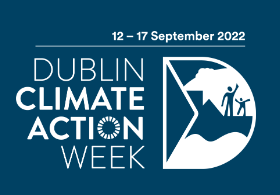 12 – 17 September 2022
DUBLIN
CLIMATE
ACTION
WEEK